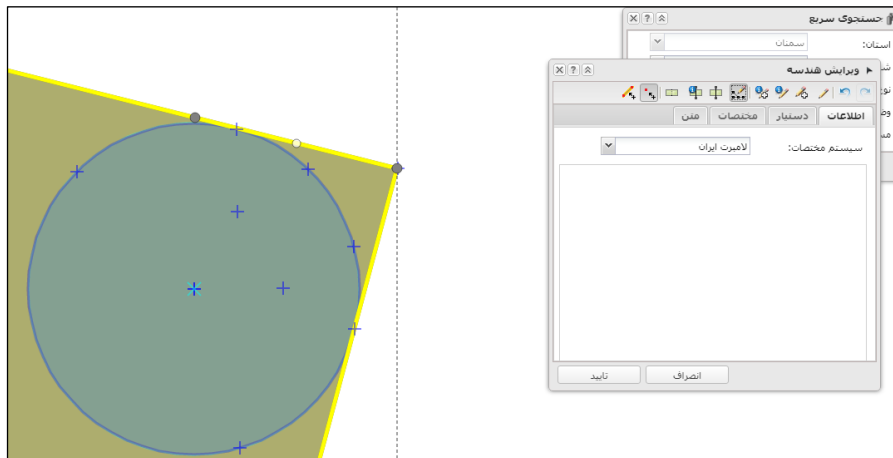 جستجوی سریع
استان: سمنان
ویرایش هندسه
اطلاعات دستیار مختصات متن
سیستم مختصات: لامبرت ایران
انصراف تایید